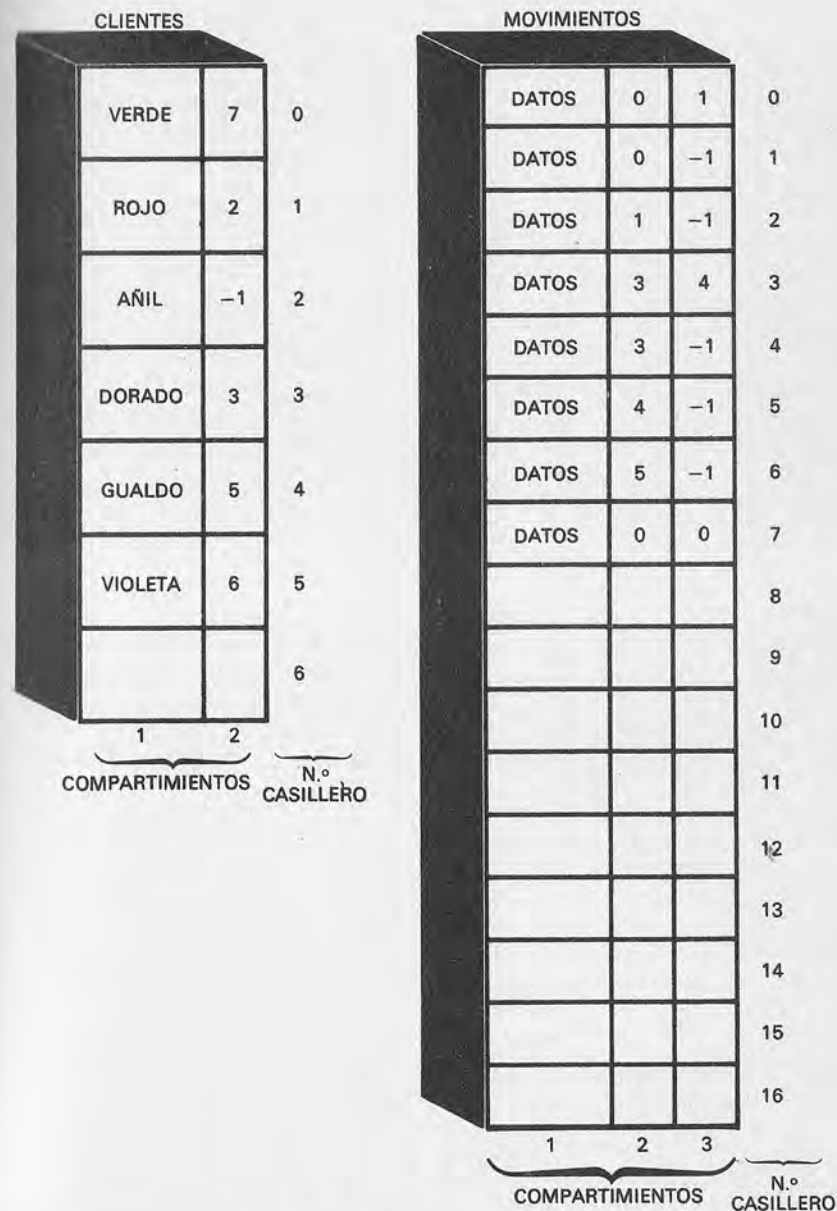 CLIENTES
VERDE 7 0
ROJO 2 1
AÑIL −1 2
DORADO 3 3
GUALDO 5 4
VIOLETA 6 5
6
1 2
COMPARTIMIENTOS
N.º
CASILLERO
MOVIMIENTOS
DATOS 0 1 0
DATOS 0 −1 1
DATOS 1 −1 2
DATOS 3 4 3
DATOS 3 −1 4
DATOS 4 −1 5
DATOS 5 −1 6
DATOS 0 0 7
8
9
10
11
12
13
14
15
16
1 2 3
COMPARTIMIENTOS
N.º
CASILLERO